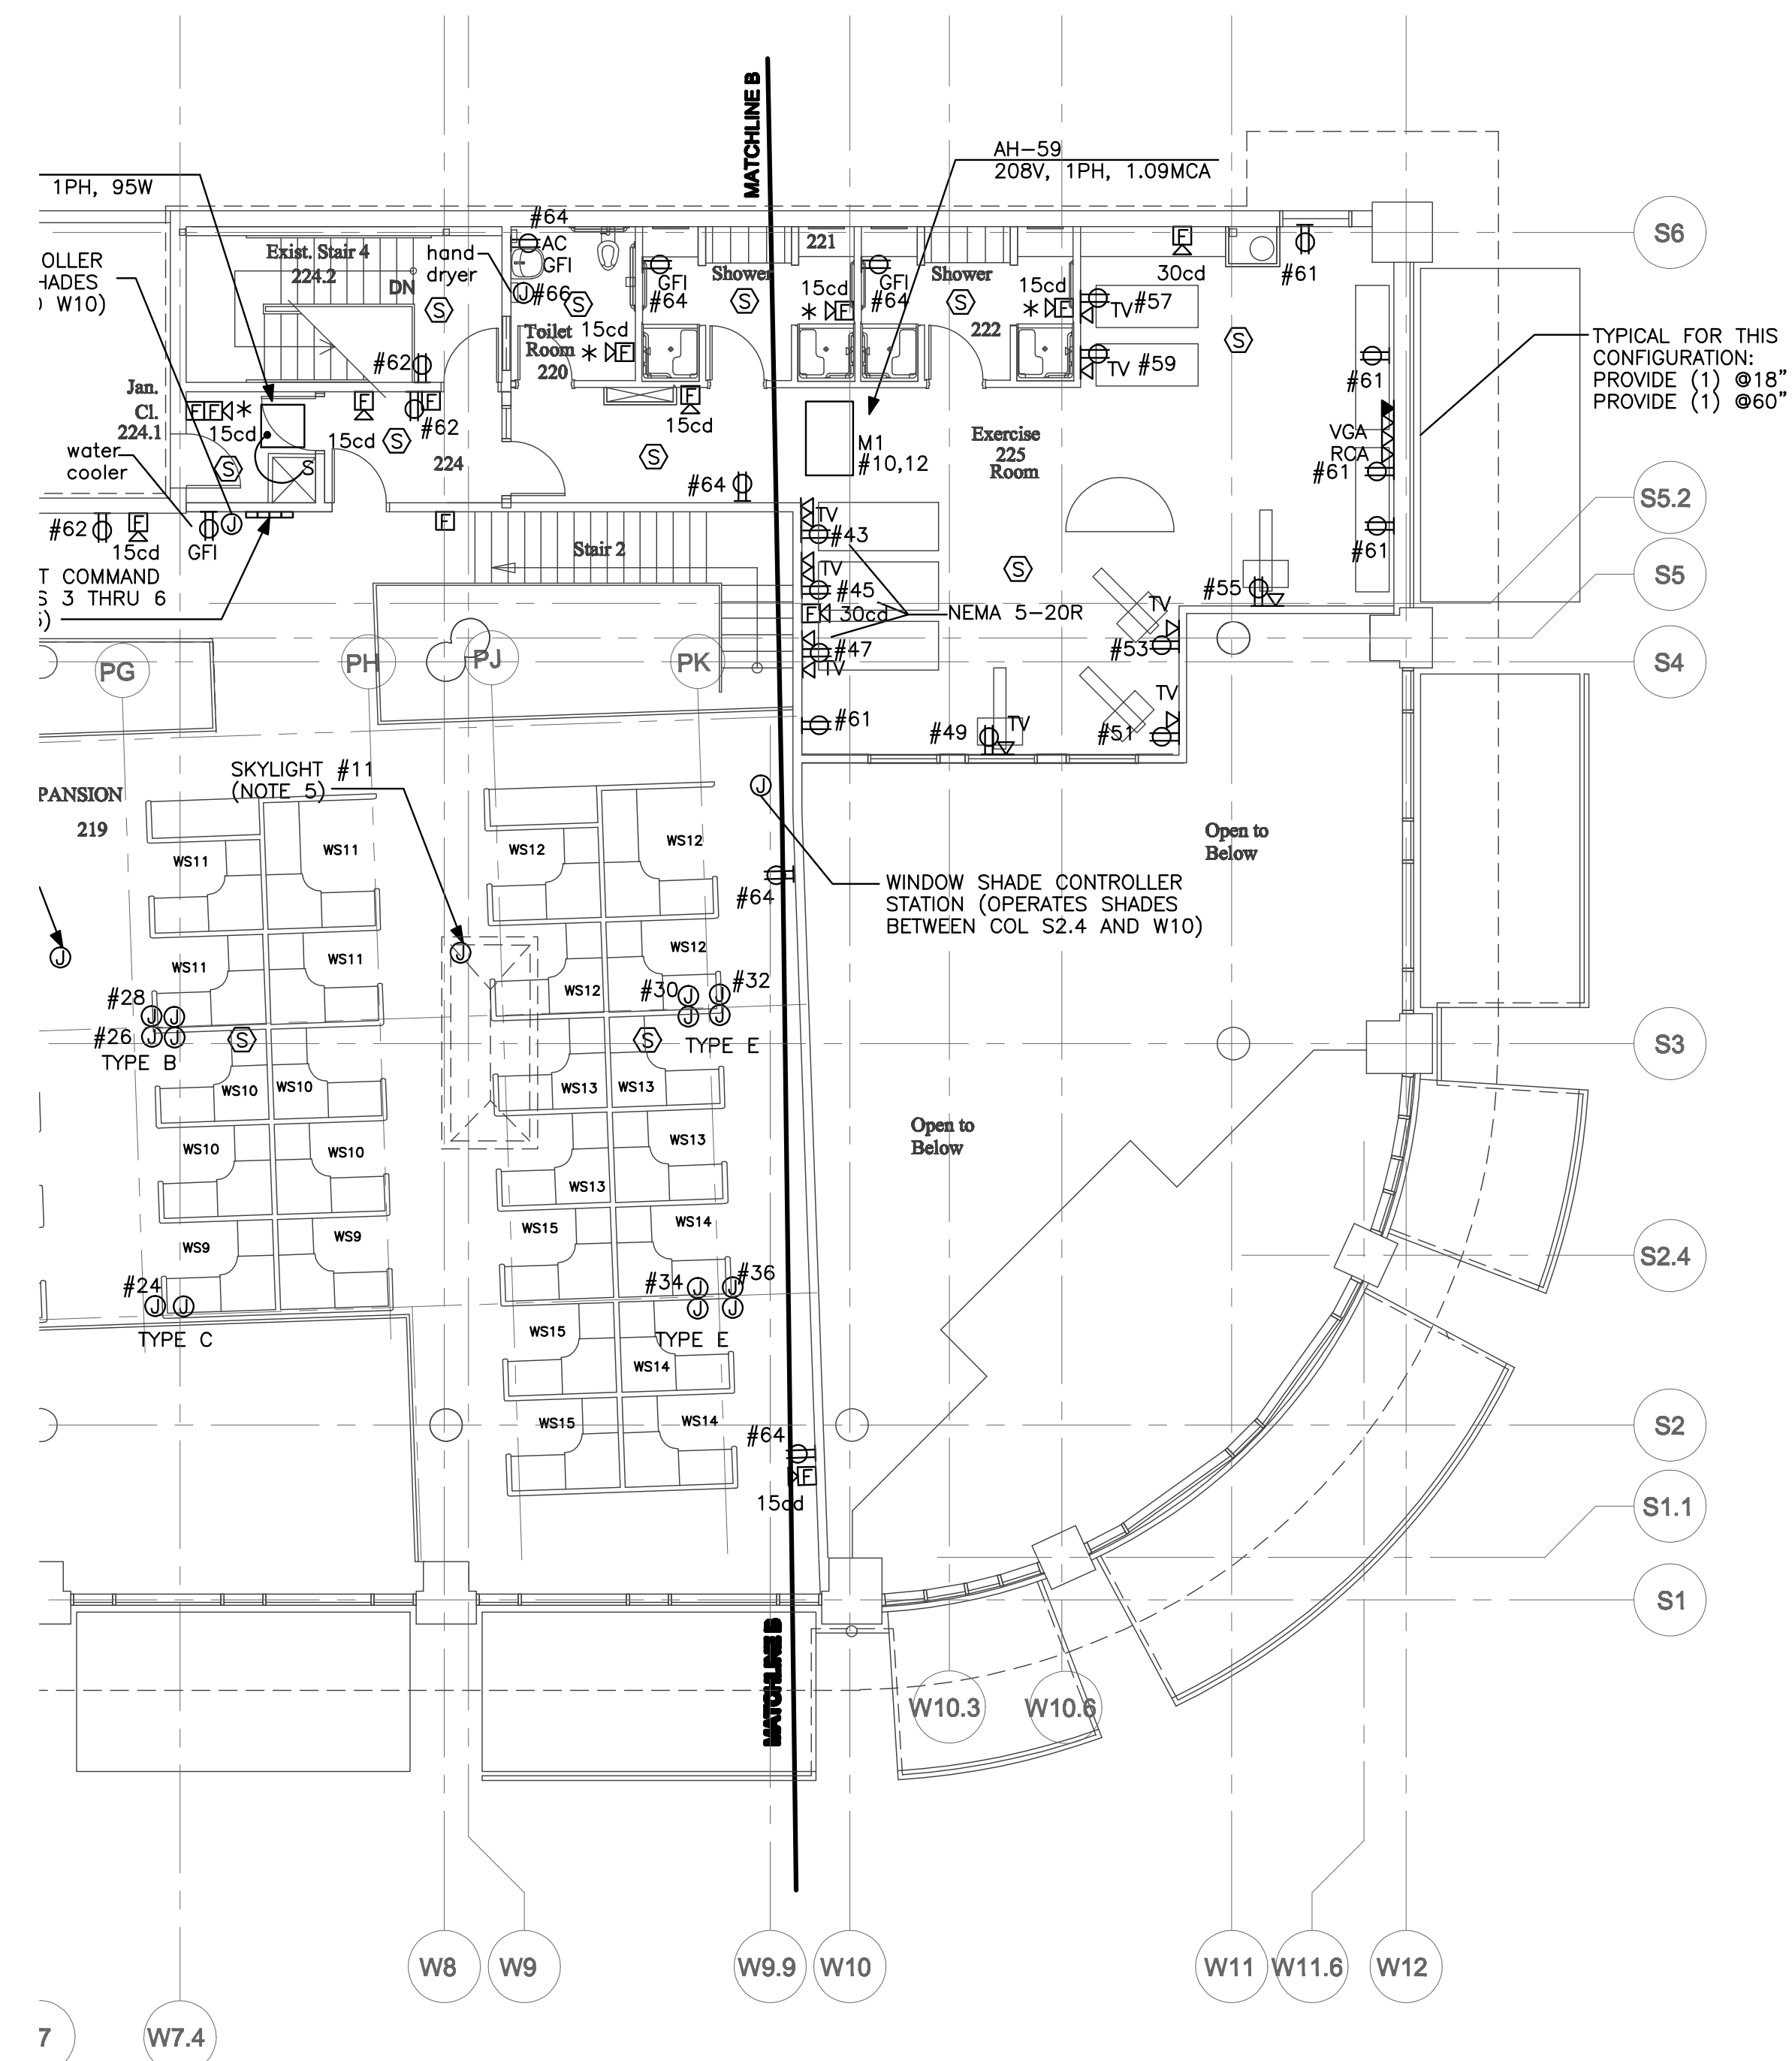 MATCHLINE B
AH-59
208V, 1PH, 1.09MCA
1PH, 95W
#64
AC
GFI
hand
dryer
#66
Exist. Stair 4
224.2
DN
OLLER
HADES
W10)
Shower
GFI
#64
221
15cd
*
F
GFI
#64
Shower
222
15cd
*
F
TV
#57
TV
#59
F
30cd
#61
S6
S
S
S
S
S
Toilet
Room
220
15cd
*
F
#62
TYPICAL FOR THIS
CONFIGURATION:
PROVIDE (1) @18"
PROVIDE (1) @60"
#61
Jan.
Cl.
224.1
F
F
*
15cd
F
15cd
F
#62
F
15cd
S
S
S
S
water
cooler
224
M1
#10,12
Exercise
225
Room
VGA
RCA
#61
#64
S5.2
#62
F
15cd
GFI
J
F
Stair 2
TV
#43
#61
T COMMAND
S 3 THRU 6
TV
#45
F
30cd
NEMA 5-20R
S
#55
S5
TV
#53
#47
TV
S4
PG
PH
PJ
PK
#61
#49
TV
TV
#51
SKYLIGHT #11
(NOTE 5)
J
PANSION
219
Open to
Below
WS11
WS11
WS12
WS12
#64
WINDOW SHADE CONTROLLER
STATION (OPERATES SHADES
BETWEEN COL S2.4 AND W10)
WS11
WS11
J
J
WS12
WS12
#28
J
J
#26
J
J
TYPE B
S
#30
J
J
#32
J
J
TYPE E
S
S3
WS10
WS10
WS13
WS13
WS10
WS10
WS13
WS13
Open to
Below
WS9
WS9
WS15
WS14
S2.4
#24
J
J
TYPE C
#34
J
J
#36
J
J
TYPE E
WS15
WS14
WS15
WS14
#64
F
15cd
S2
S1.1
S1
MATCHLINE B
W10.3
W10.6
W8
W9
W9.9
W10
W11
W11.6
W12
7
W7.4